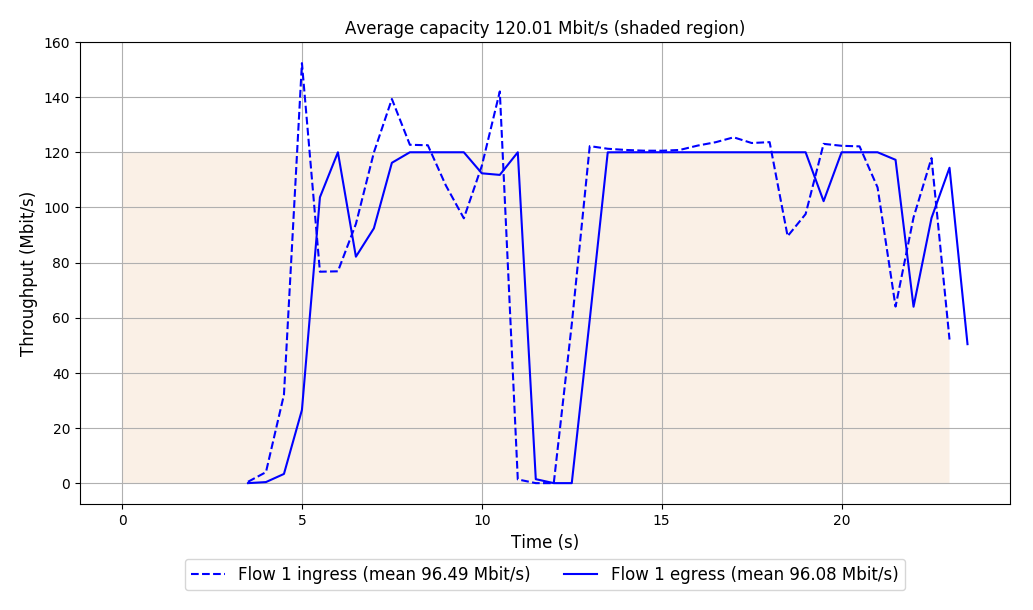 Average capacity 120.01 Mbit/s (shaded region)
160
140
120
100
80
60
40
20
0
Throughput (Mbit/s)
0 5 10 15 20
Time (s)
Flow 1 ingress (mean 96.49 Mbit/s) Flow 1 egress (mean 96.08 Mbit/s)